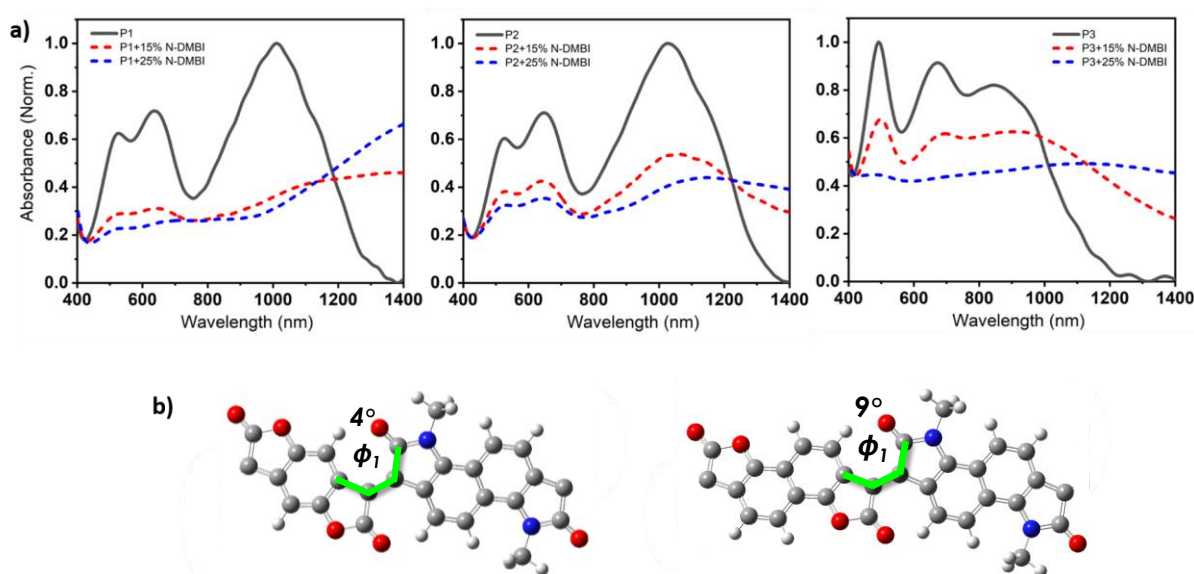 a)
P1
P1+15% N-DMBI
P1+25% N-DMBI
P2
P2+15% N-DMBI
P2+25% N-DMBI
P3
P3+15% N-DMBI
P3+25% N-DMBI
Absorbance (Norm.)
1.0
0.8
0.6
0.4
0.2
0.0
400 600 800 1000 1200 1400
Wavelength (nm)
1.0
0.8
0.6
0.4
0.2
0.0
400 600 800 1000 1200 1400
Wavelength (nm)
1.0
0.8
0.6
0.4
0.2
0.0
400 600 800 1000 1200 1400
Wavelength (nm)
b)
4°
ϕ1
9°
ϕ1